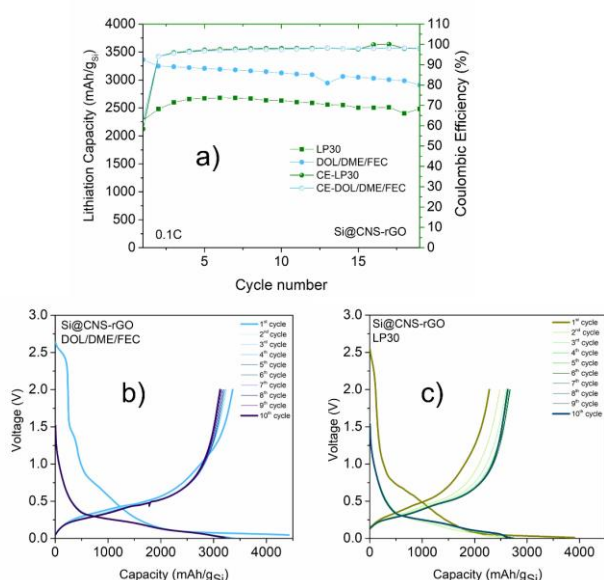 Lithiation Capacity (mAh/gSi)
4000
3500
3000
2500
2000
1500
1000
500
0
110
100
90
80
70
60
50
40
30
20
10
0
Coulombic Efficiency (%)
LP30
DOL/DME/FEC
CE-LP30
CE-DOL/DME/FEC
a)
0.1C
Si@CNS-rGO
5
10
15
Cycle number
Si@CNS-rGO
DOL/DME/FEC
b)
1st cycle
2nd cycle
3rd cycle
4th cycle
5th cycle
6th cycle
7th cycle
8th cycle
9th cycle
10th cycle
Voltage (V)
3.0
2.5
2.0
1.5
1.0
0.5
0.0
0
1000
2000
3000
4000
Capacity (mAh/gSi)
Si@CNS-rGO
LP30
c)
1st cycle
2nd cycle
3rd cycle
4th cycle
5th cycle
6th cycle
7th cycle
8th cycle
9th cycle
10th cycle
Voltage (V)
3.0
2.5
2.0
1.5
1.0
0.5
0.0
0
1000
2000
3000
4000
Capacity (mAh/gSi)